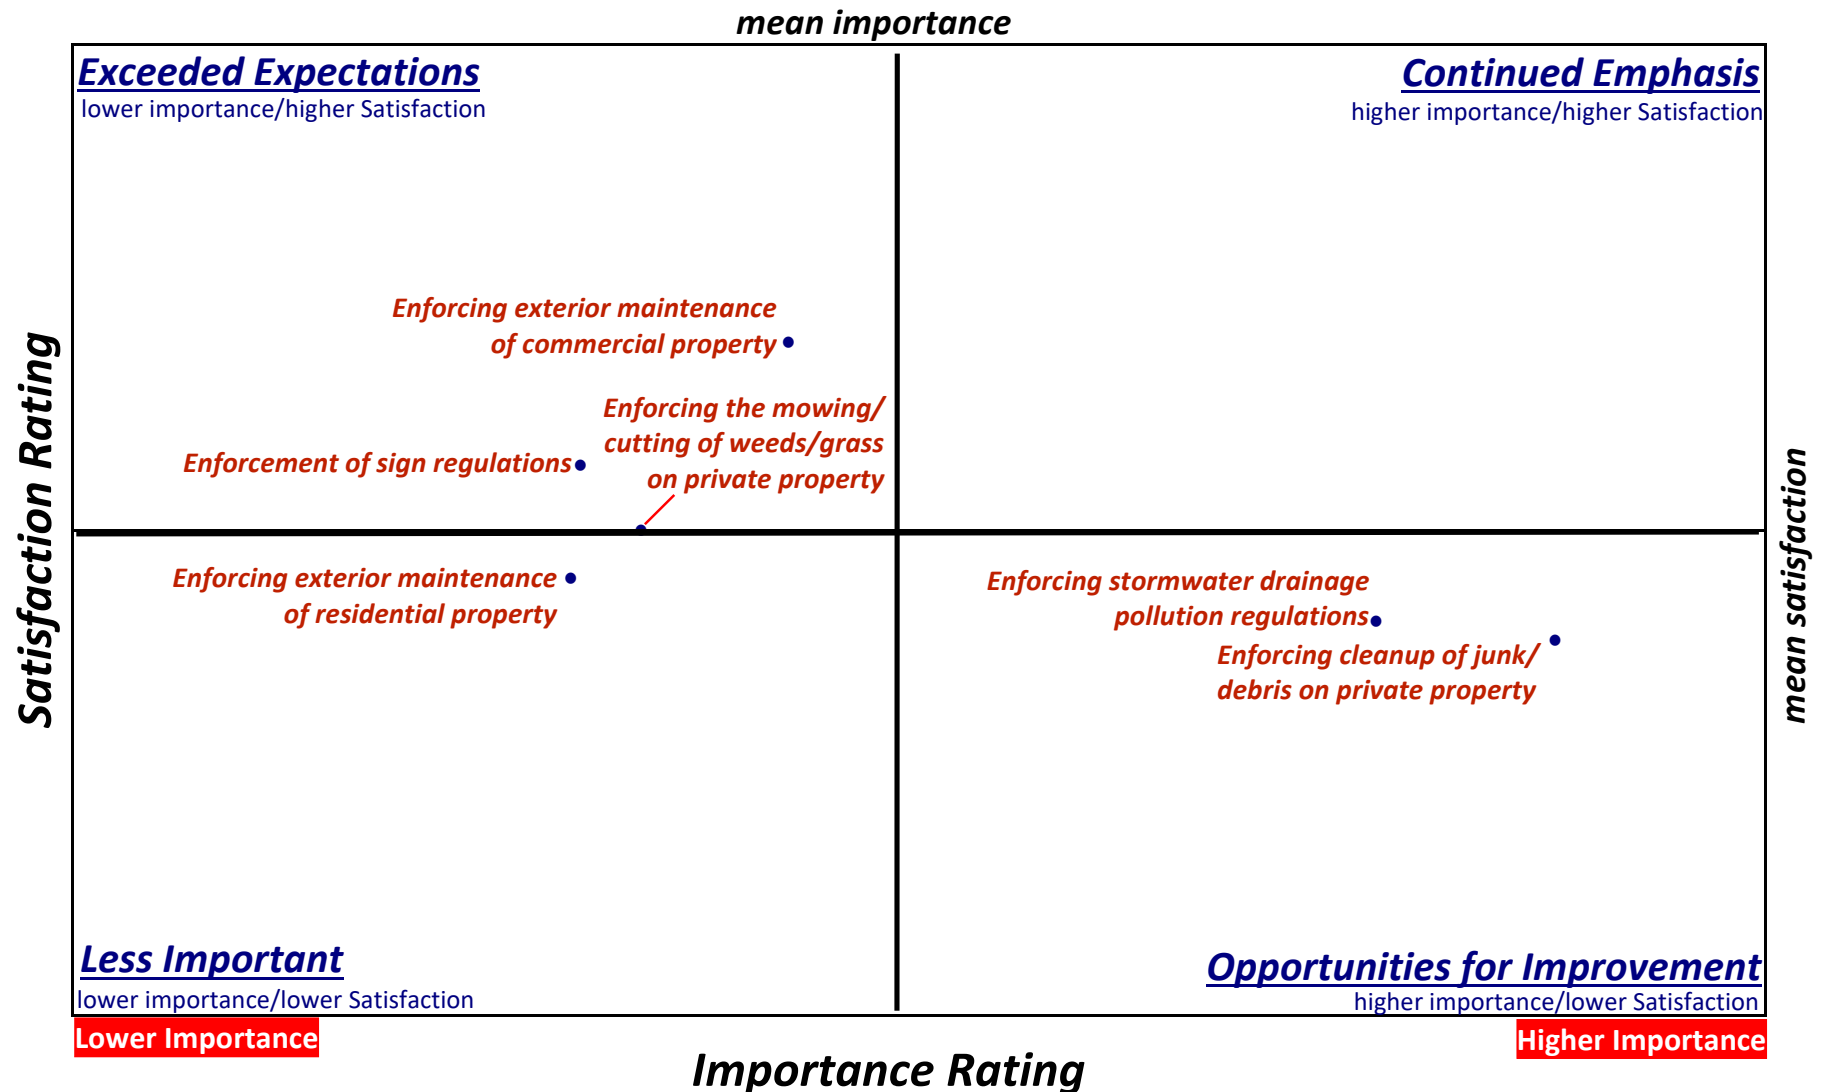 mean importance
Exceeded Expectations
lower importance/higher Satisfaction
Continued Emphasis
higher importance/higher Satisfaction
Enforcing exterior maintenance
of commercial property
Enforcing the mowing/
cutting of weeds/grass
on private property
Enforcement of sign regulations
Satisfaction Rating
mean satisfaction
Enforcing exterior maintenance
of residential property
Enforcing stormwater drainage
pollution regulations
Enforcing cleanup of junk/
debris on private property
Less Important
lower importance/lower Satisfaction
Opportunities for Improvement
higher importance/lower Satisfaction
Lower Importance
Higher Importance
Importance Rating